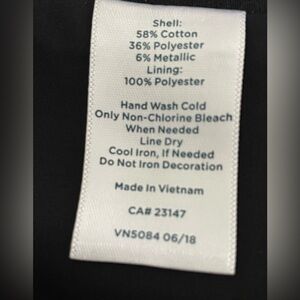 Shell:
58% Cotton
36% Polyester
6% Metallic
Lining:
100% Polyester
Hand Wash Cold
Only Non-Chlorine Bleach
When Needed
Line Dry
Cool Iron, If Needed
Do Not Iron Decoration
Made In Vietnam
CA# 23147
VN5084 06/18